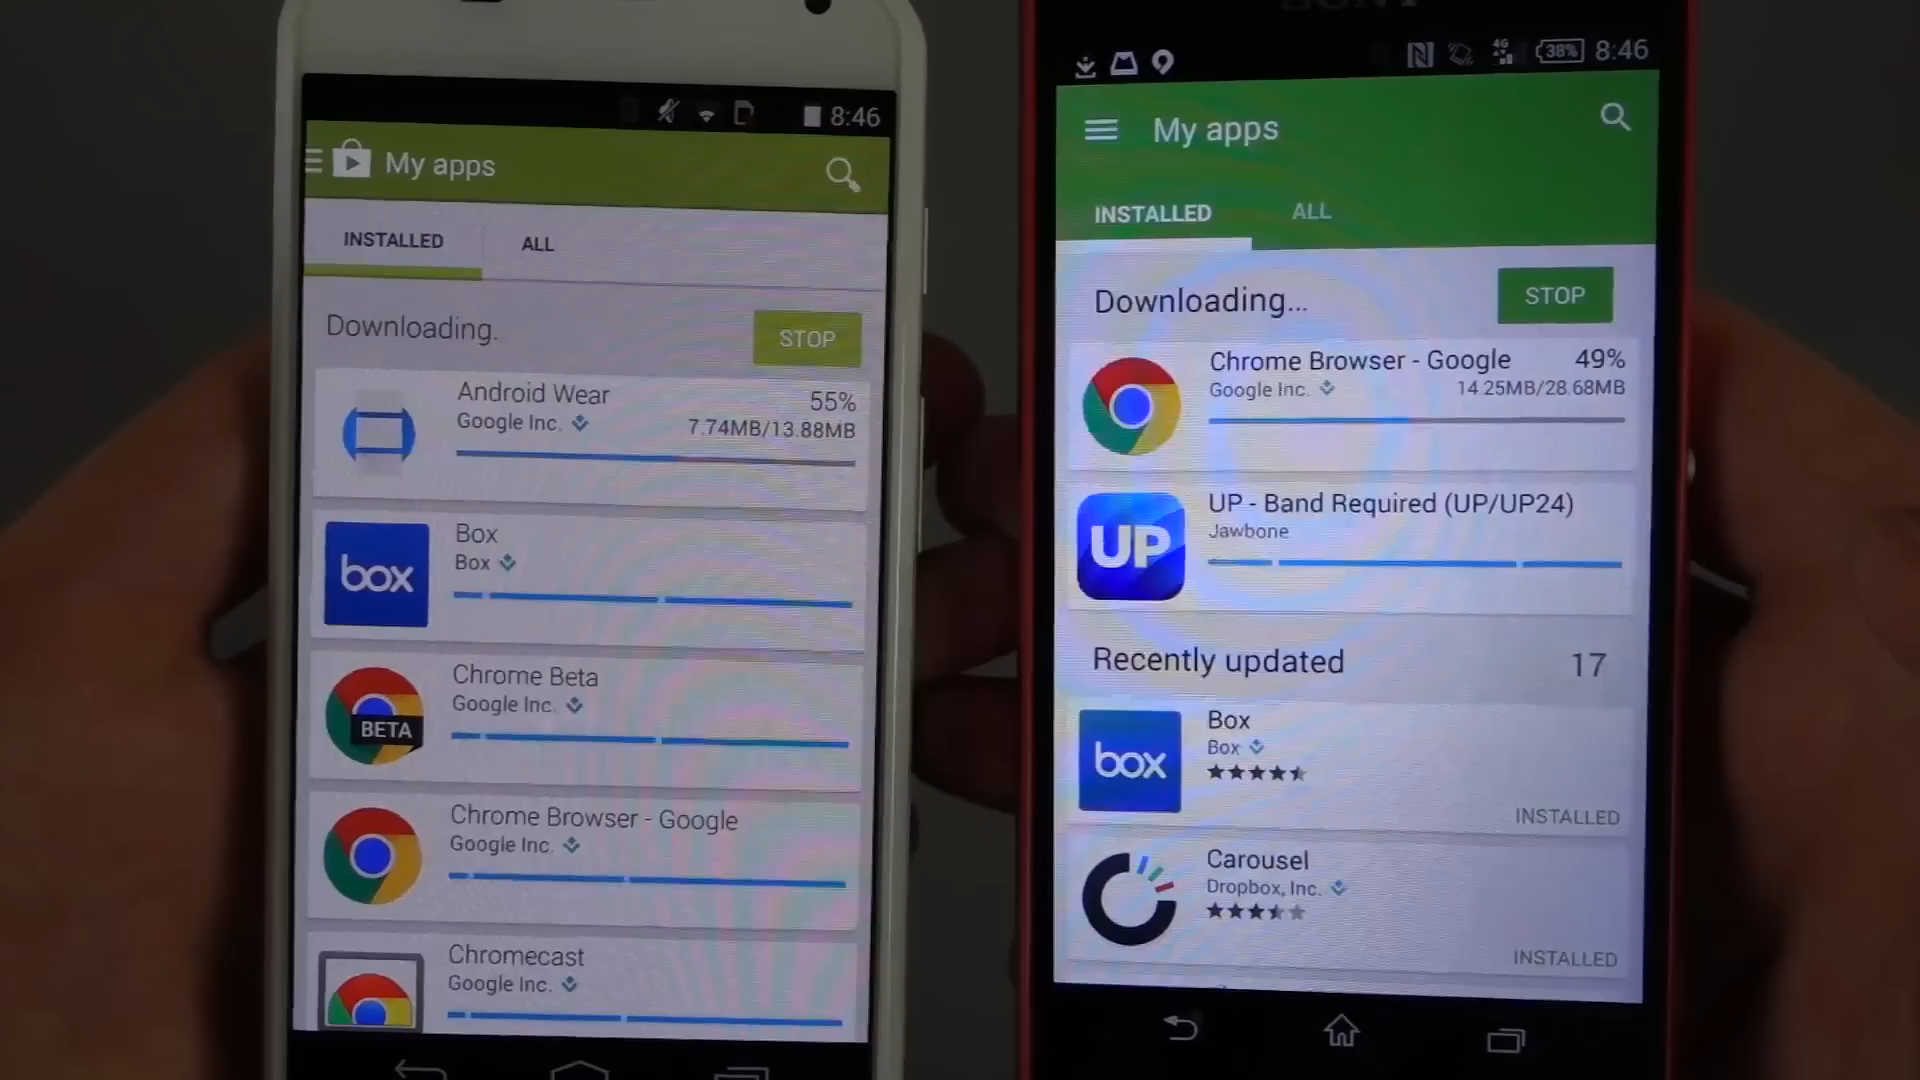 8:46
My apps
INSTALLED
ALL
Downloading.
STOP
Android Wear
55%
Google Inc.
7.74MB/13.88MB
box
Box
Box
BETA
Chrome Beta
Google Inc.
Chrome Browser - Google
Google Inc.
Chromecast
Google Inc.
SONY
4G
38%
8:46
My apps
INSTALLED
ALL
Downloading...
STOP
Chrome Browser - Google
49%
Google Inc.
14.25MB/28.68MB
UP
UP - Band Required (UP/UP24)
Jawbone
Recently updated
17
box
Box
Box
INSTALLED
Carousel
Dropbox, Inc.
INSTALLED